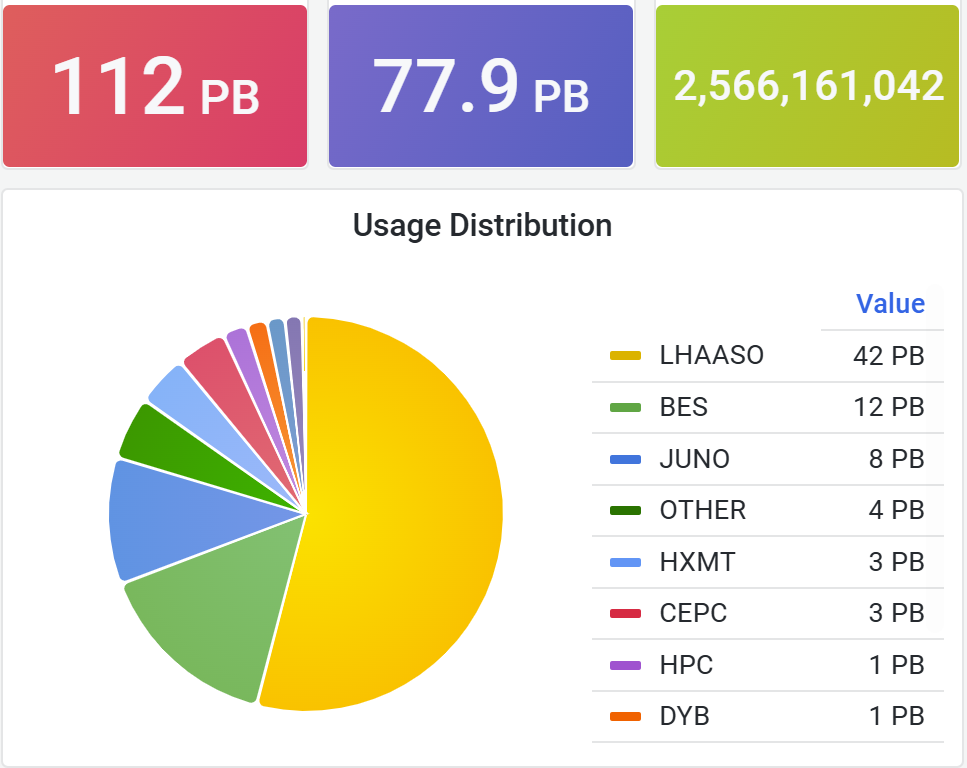 112 PB
77.9 PB
2,566,161,042
Usage Distribution
Value
LHAASO 42 PB
BES 12 PB
JUNO 8 PB
OTHER 4 PB
HXMT 3 PB
CEPC 3 PB
HPC 1 PB
DYB 1 PB